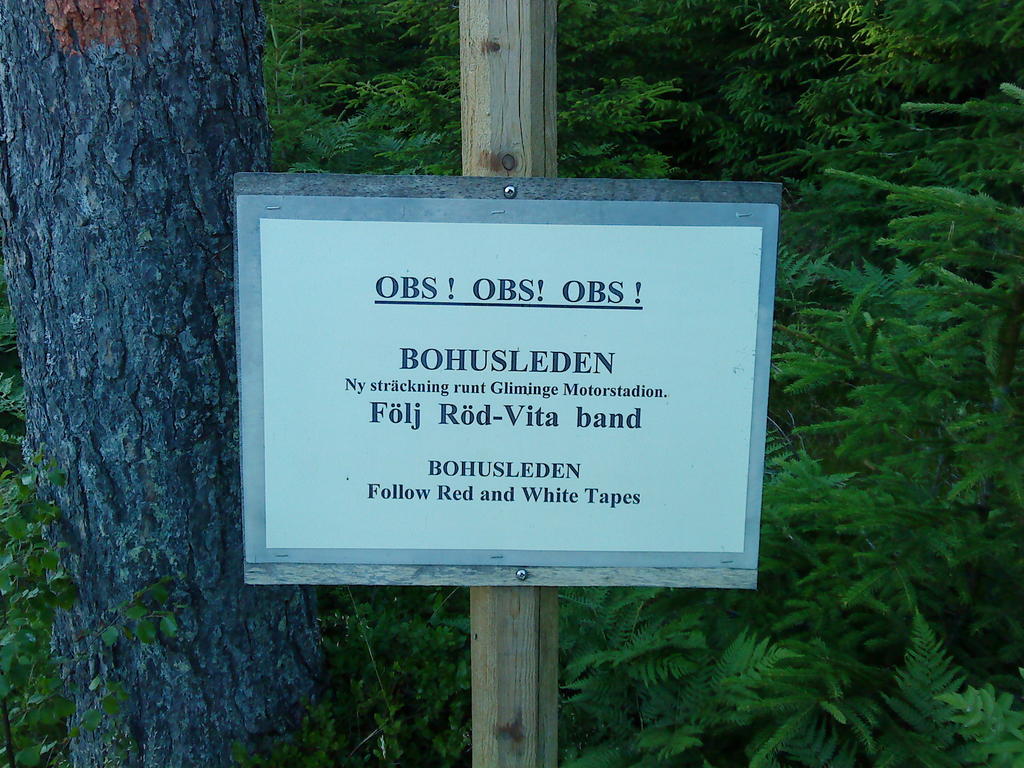 OBS ! OBS! OBS !
BOHUSLEDEN
Ny sträckning runt Gliminge Motorstadion.
Följ Röd-Vita band
BOHUSLEDEN
Follow Red and White Tapes